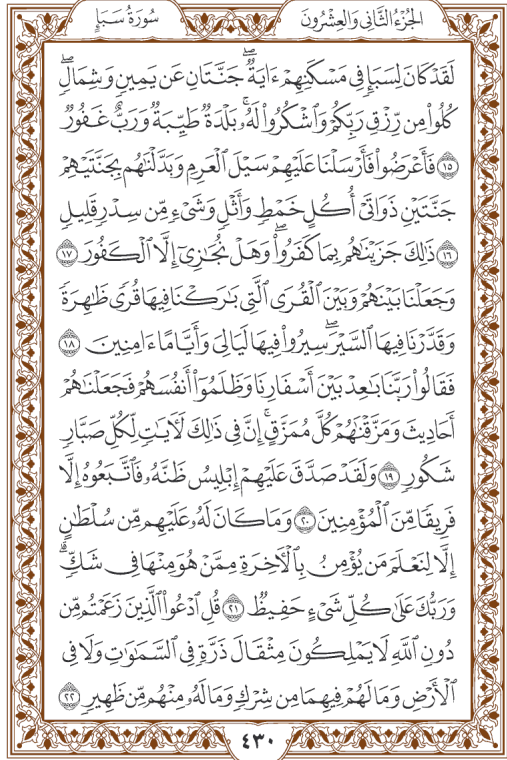 الجزء الثاني والعشرون
سورة سبإ
لَقَدْ كَانَ لِسَبَإٍ فِي مَسْكَنِهِمْ ءَايَةٌ ۖ جَنَّتَانِ عَن يَمِينٍ وَشِمَالٍ ۖ
كُلُوا۟ مِن رِّزْقِ رَبِّكُمْ وَٱشْكُرُوا۟ لَهُۥ ۚ بَلْدَةٌ طَيِّبَةٌ وَرَبٌّ غَفُورٌ
١٥ فَأَعْرَضُوا۟ فَأَرْسَلْنَا عَلَيْهِمْ سَيْلَ ٱلْعَرِمِ وَبَدَّلْنَٰهُم بِجَنَّتَيْهِمْ
جَنَّتَيْنِ ذَوَاتَىْ أُكُلٍ خَمْطٍ وَأَثْلٍ وَشَىْءٍ مِّن سِدْرٍ قَلِيلٍ
١٦ ذَٰلِكَ جَزَيْنَٰهُم بِمَا كَفَرُوا۟ ۖ وَهَلْ نُجَٰزِىٓ إِلَّا ٱلْكَفُورَ ١٧
وَجَعَلْنَا بَيْنَهُمْ وَبَيْنَ ٱلْقُرَى ٱلَّتِى بَٰرَكْنَا فِيهَا قُرًى ظَٰهِرَةً
وَقَدَّرْنَا فِيهَا ٱلسَّيْرَ ۖ سِيرُوا۟ فِيهَا لَيَالِىَ وَأَيَّامًا ءَامِنِينَ ١٨
فَقَالُوا۟ رَبَّنَا بَٰعِدْ بَيْنَ أَسْفَارِنَا وَظَلَمُوٓا۟ أَنفُسَهُمْ فَجَعَلْنَٰهُمْ
أَحَادِيثَ وَمَزَّقْنَٰهُمْ كُلَّ مُمَزَّقٍ ۚ إِنَّ فِى ذَٰلِكَ لَءَايَٰتٍ لِّكُلِّ صَبَّارٍ
شَكُورٍ ١٩ وَلَقَدْ صَدَّقَ عَلَيْهِمْ إِبْلِيسُ ظَنَّهُۥ فَٱتَّبَعُوهُ إِلَّا
فَرِيقًا مِّنَ ٱلْمُؤْمِنِينَ ٢٠ وَمَا كَانَ لَهُۥ عَلَيْهِم مِّن سُلْطَٰنٍ
إِلَّا لِنَعْلَمَ مَن يُؤْمِنُ بِٱلْءَاخِرَةِ مِمَّنْ هُوَ مِنْهَا فِى شَكٍّ ۗ
وَرَبُّكَ عَلَىٰ كُلِّ شَىْءٍ حَفِيظٌ ٢١ قُلِ ٱدْعُوا۟ ٱلَّذِينَ زَعَمْتُم مِّن
دُونِ ٱللَّهِ لَا يَمْلِكُونَ مِثْقَالَ ذَرَّةٍ فِى ٱلسَّمَٰوَٰتِ وَلَا فِى
ٱلْأَرْضِ وَمَا لَهُمْ فِيهِمَا مِن شِرْكٍ وَمَا لَهُۥ مِنْهُم مِّن ظَهِيرٍ ٢٢
٤٣٠